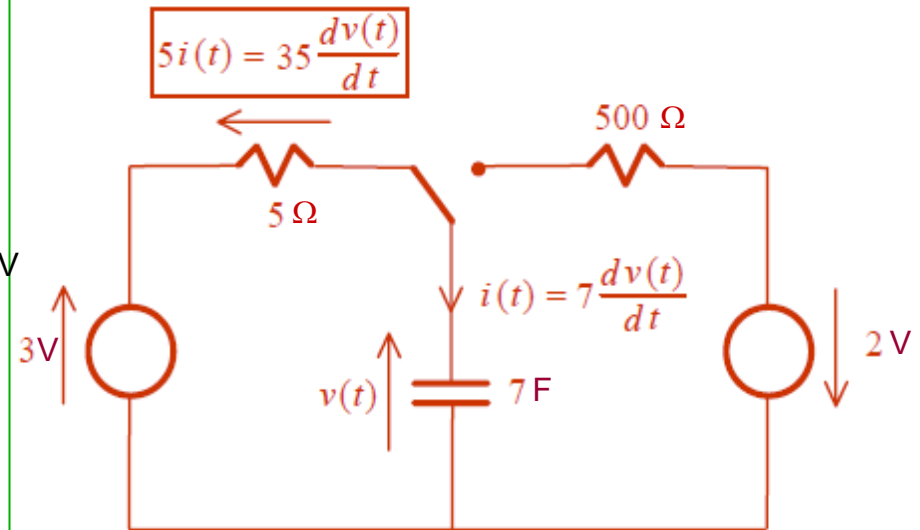 5i(t) = 35 dv(t)/dt
500 Ω
5 Ω
V
i(t) = 7 dv(t)/dt
3V
2 V
v(t)
7 F